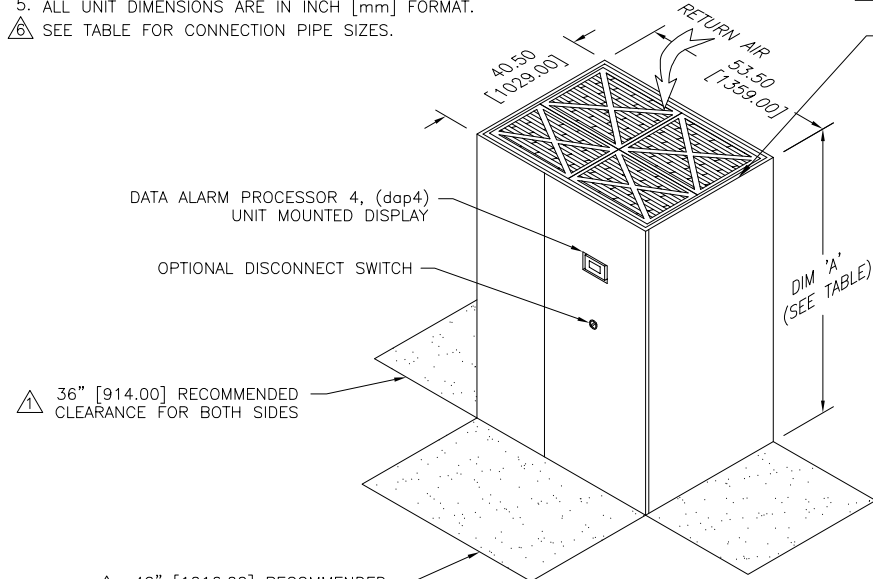 5. ALL UNIT DIMENSIONS ARE IN INCH [mm] FORMAT.
6 SEE TABLE FOR CONNECTION PIPE SIZES.
RETURN AIR
40.50
[1029.00]
53.50
[1359.00]
DATA ALARM PROCESSOR 4, (dap4)
UNIT MOUNTED DISPLAY
OPTIONAL DISCONNECT SWITCH
DIM 'A'
(SEE TABLE)
1 36” [914.00] RECOMMENDED
CLEARANCE FOR BOTH SIDES
RECOMMENDED